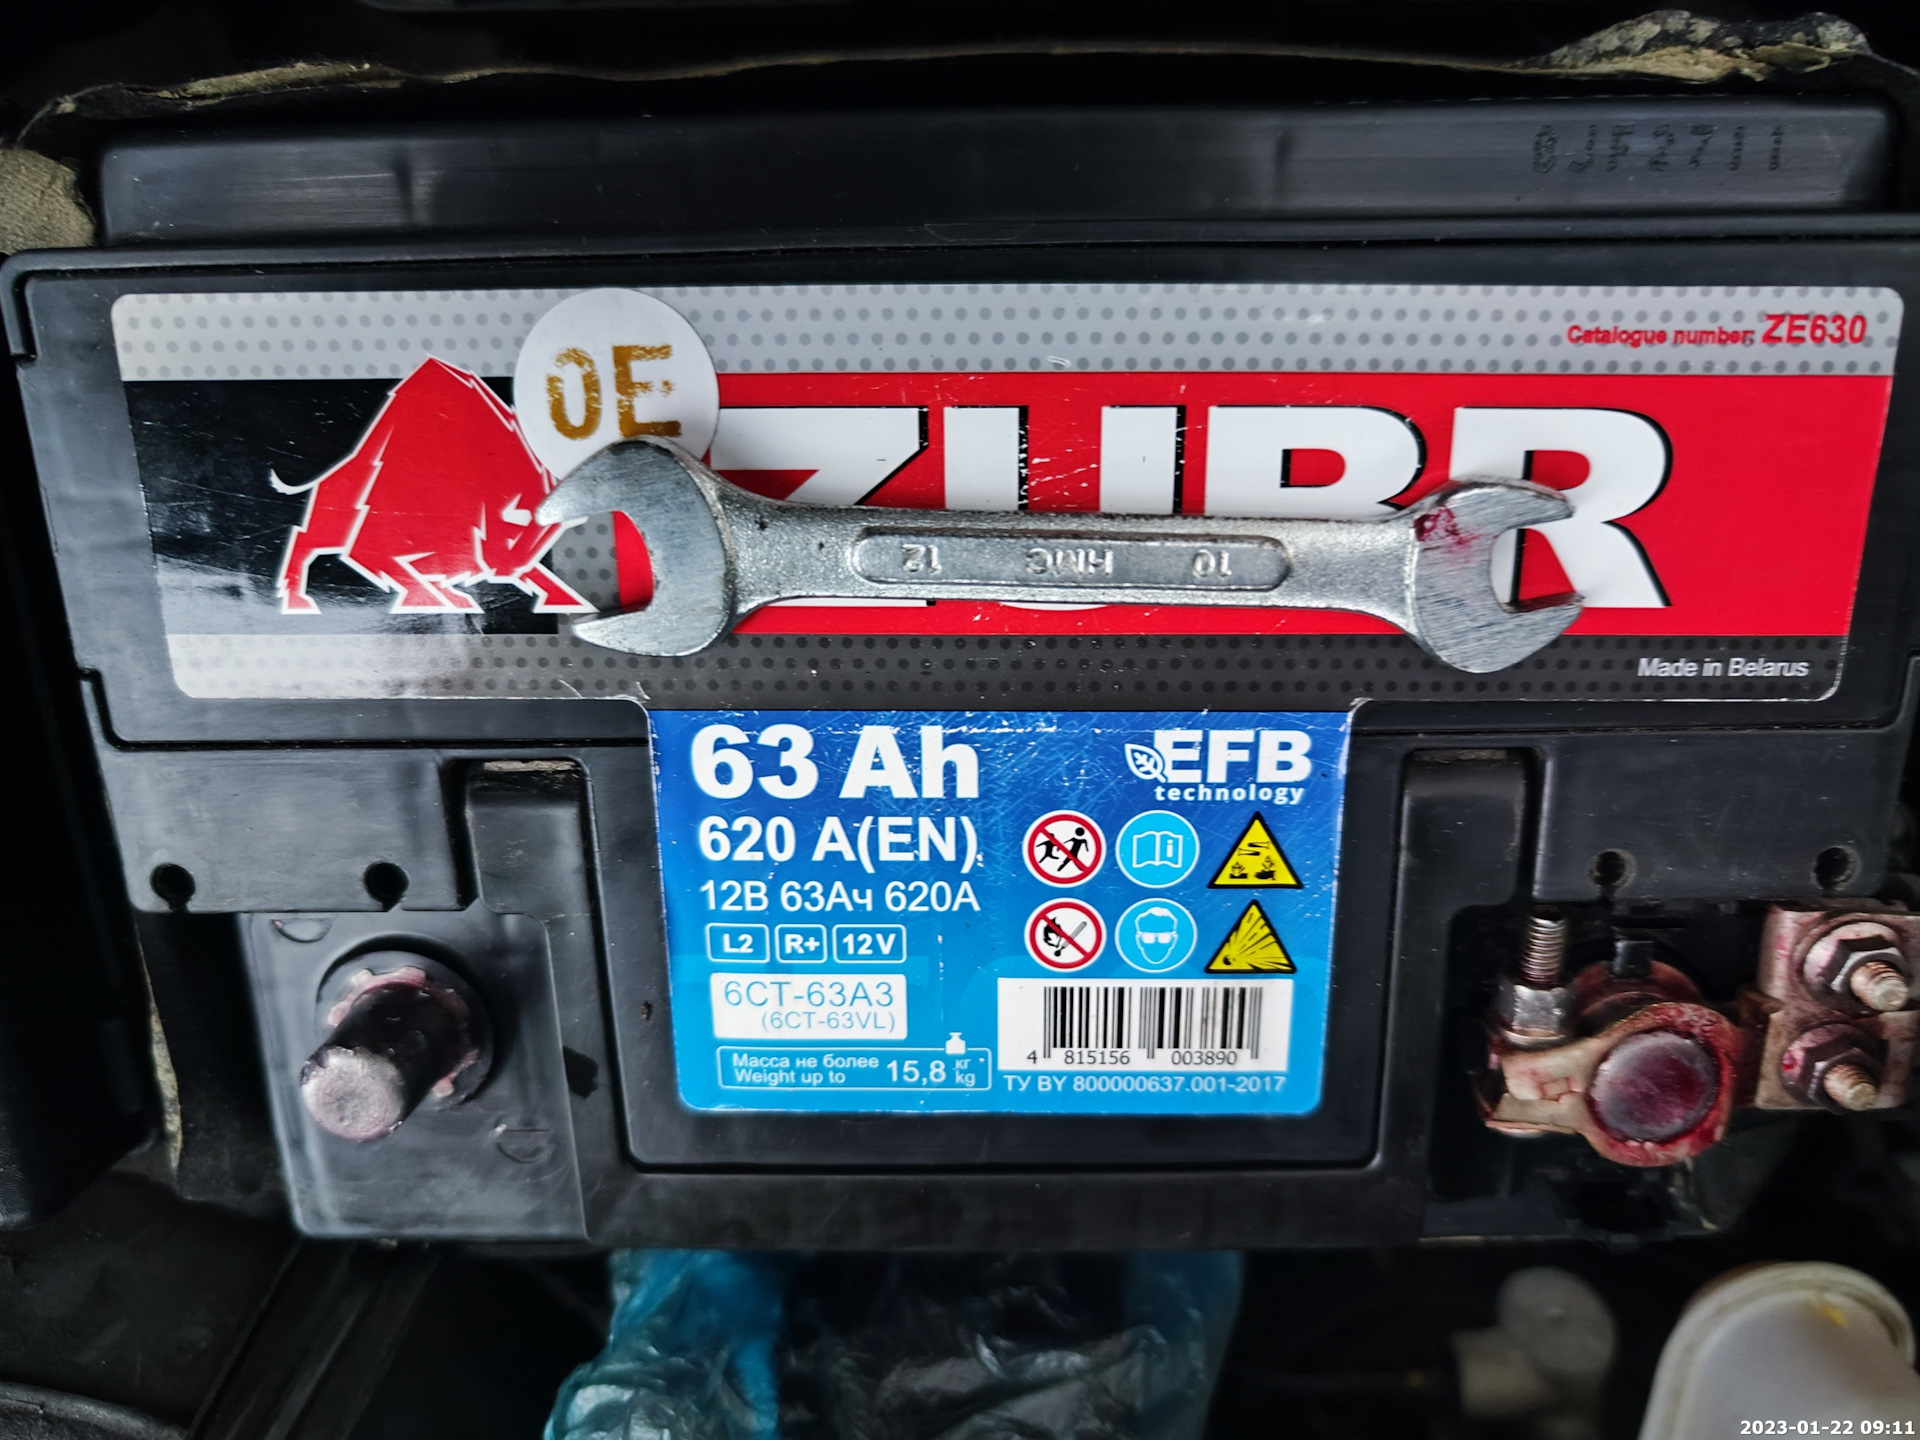 Catalogue number: ZE630
OE
ZUBR
12 HMC 10
Made in Belarus
63 Ah
EFB
technology
620 A(EN)
12В 63Ач 620А
L2 R+ 12V
6СТ-63А3
(6СТ-63VL)
Масса не более
Weight up to
15,8 кг
kg
4 815156 003890
ТУ BY 800000637.001-2017
2023-01-22 09:11